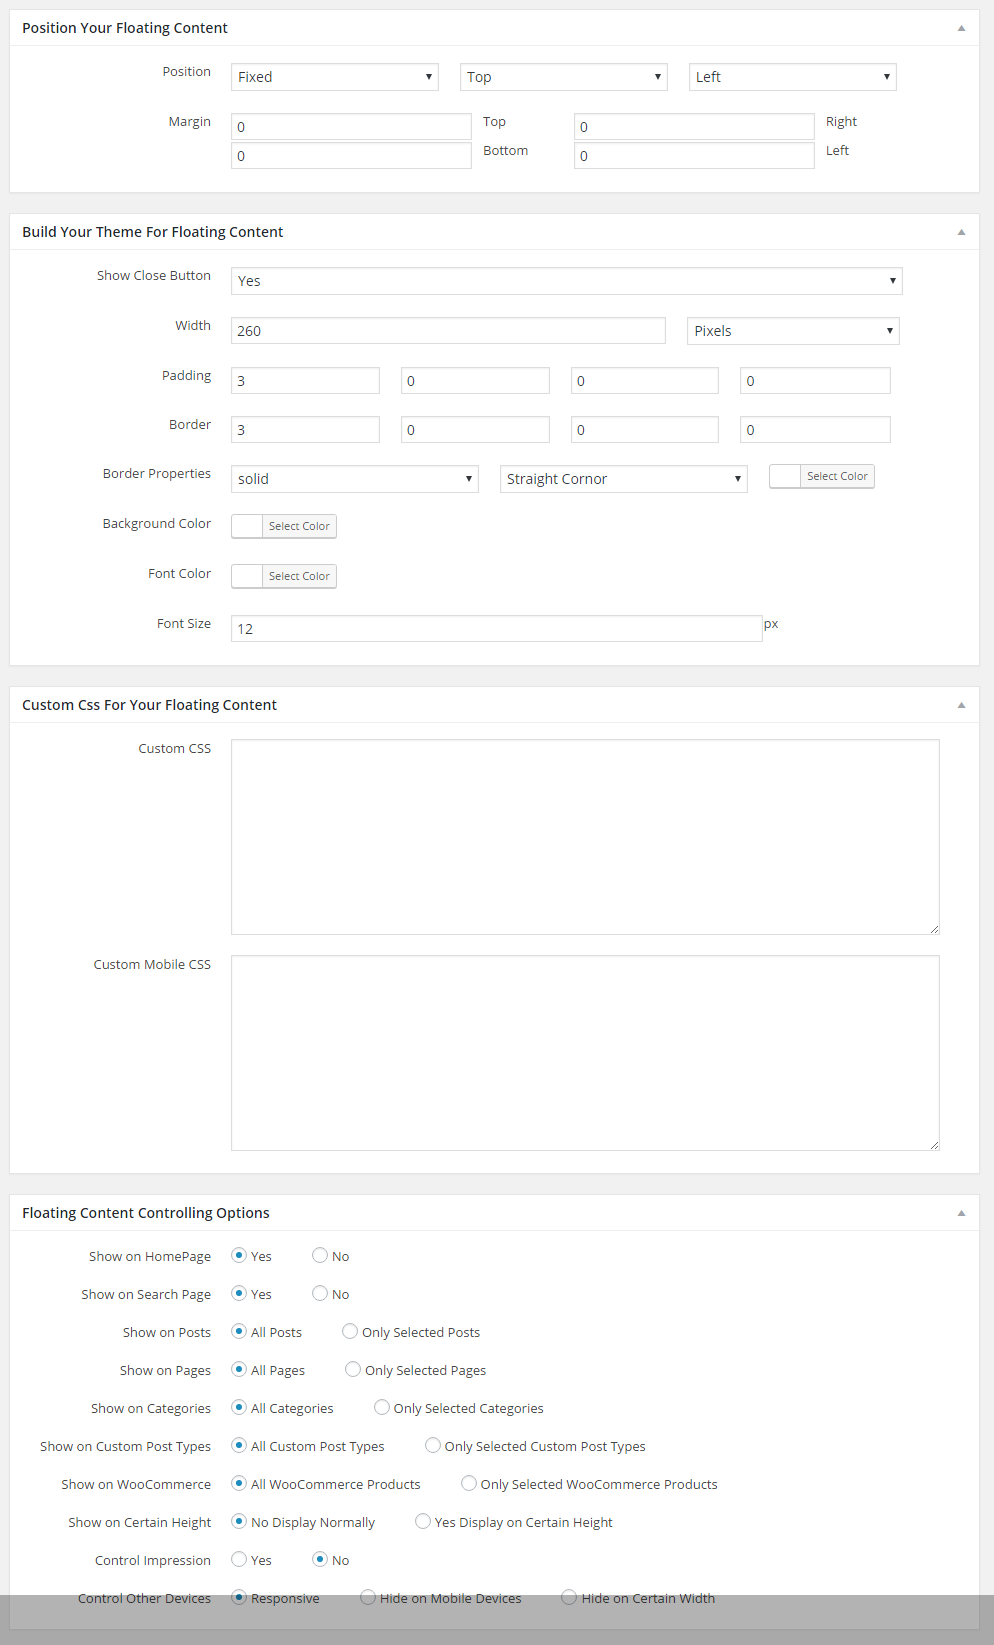 Position Your Floating Content
Position Fixed Top Left
Margin 0 Top 0 Right
0 Bottom 0 Left
Build Your Theme For Floating Content
Show Close Button Yes
Width 260 Pixels
Padding 3 0 0 0
Border 3 0 0 0
Border Properties solid Straight Cornor Select Color
Background Color Select Color
Font Color Select Color
Font Size 12 px
Custom Css For Your Floating Content
Custom CSS
Custom Mobile CSS
Floating Content Controlling Options
Show on HomePage Yes No
Show on Search Page Yes No
Show on Posts All Posts Only Selected Posts
Show on Pages All Pages Only Selected Pages
Show on Categories All Categories Only Selected Categories
Show on Custom Post Types All Custom Post Types Only Selected Custom Post Types
Show on WooCommerce All WooCommerce Products Only Selected WooCommerce Products
Show on Certain Height No Display Normally Yes Display on Certain Height
Control Impression Yes No
Control Other Devices Responsive Hide on Mobile Devices Hide on Certain Width